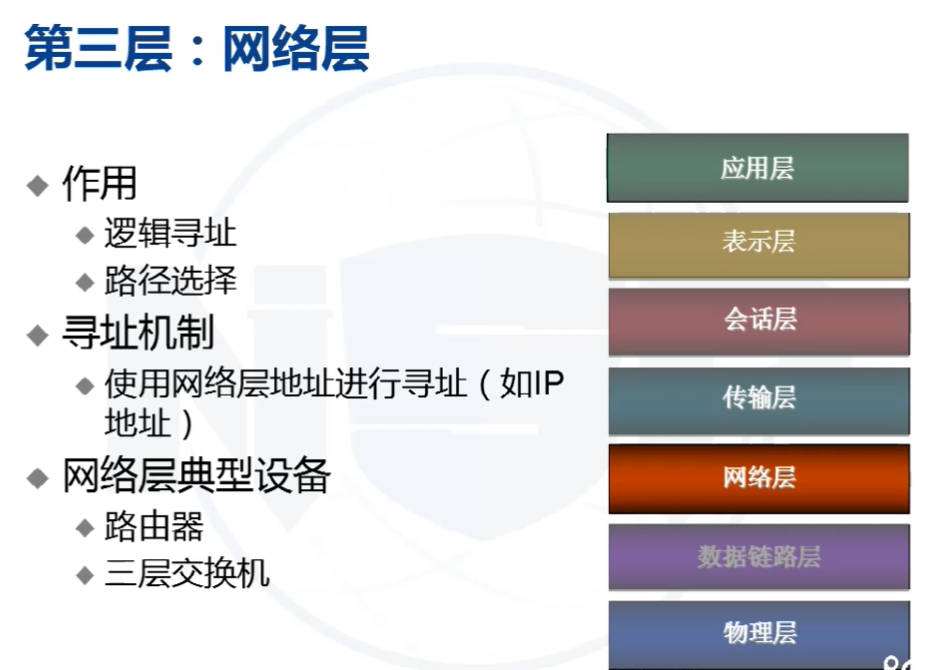 第三层：网络层
作用
逻辑寻址
路径选择
寻址机制
使用网络层地址进行寻址（如IP
地址）
网络层典型设备
路由器
三层交换机
应用层
表示层
会话层
传输层
网络层
数据链路层
物理层